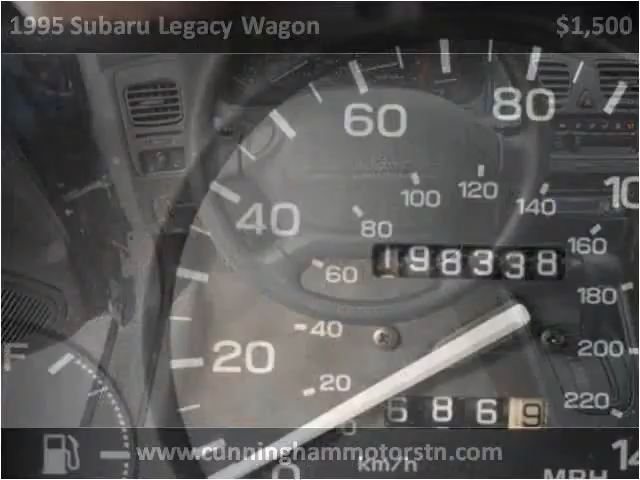 1995 Subaru Legacy Wagon $1,500
60 80
100 120 140
40 80 160
60 198338
180
20 40 200
20 220
6869
F
www.cunninghammotorstn.com
0 km/h MPH